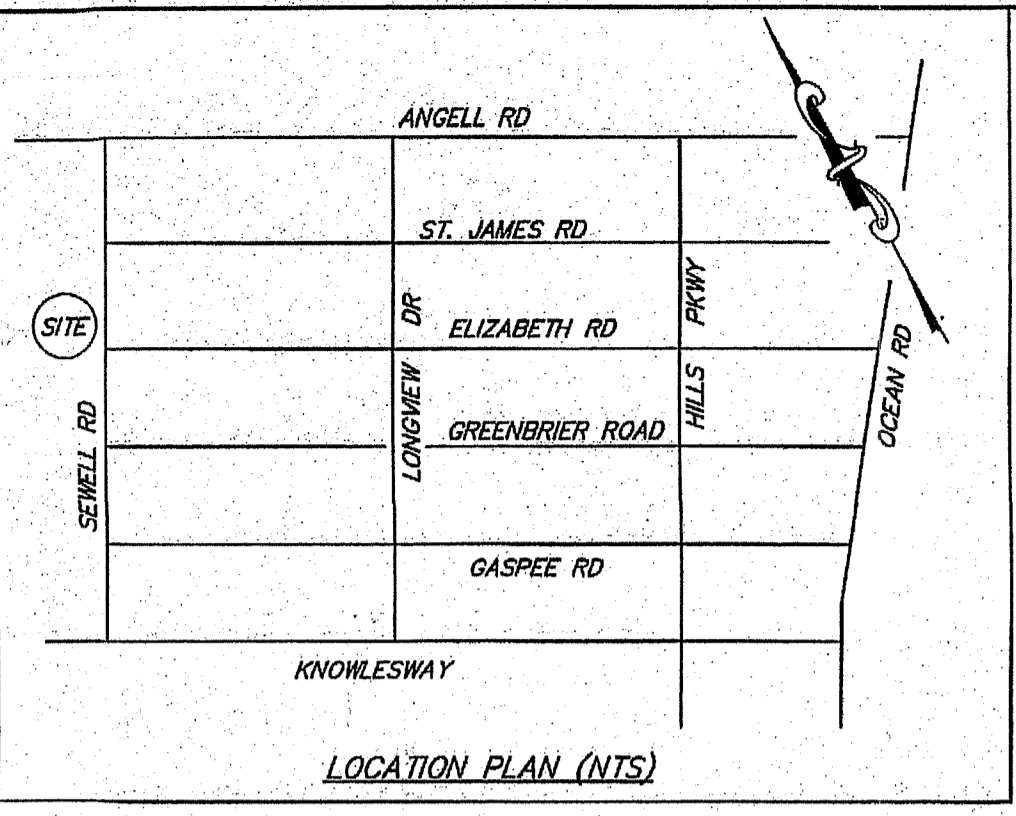 ANGELL RD
ST. JAMES RD
SITE
ELIZABETH RD
LONGVIEW DR
HILLS PKWY
OCEAN RD
SEWELL RD
GREENBRIER ROAD
GASPEE RD
KNOWLESWAY
LOCATION PLAN (NTS)